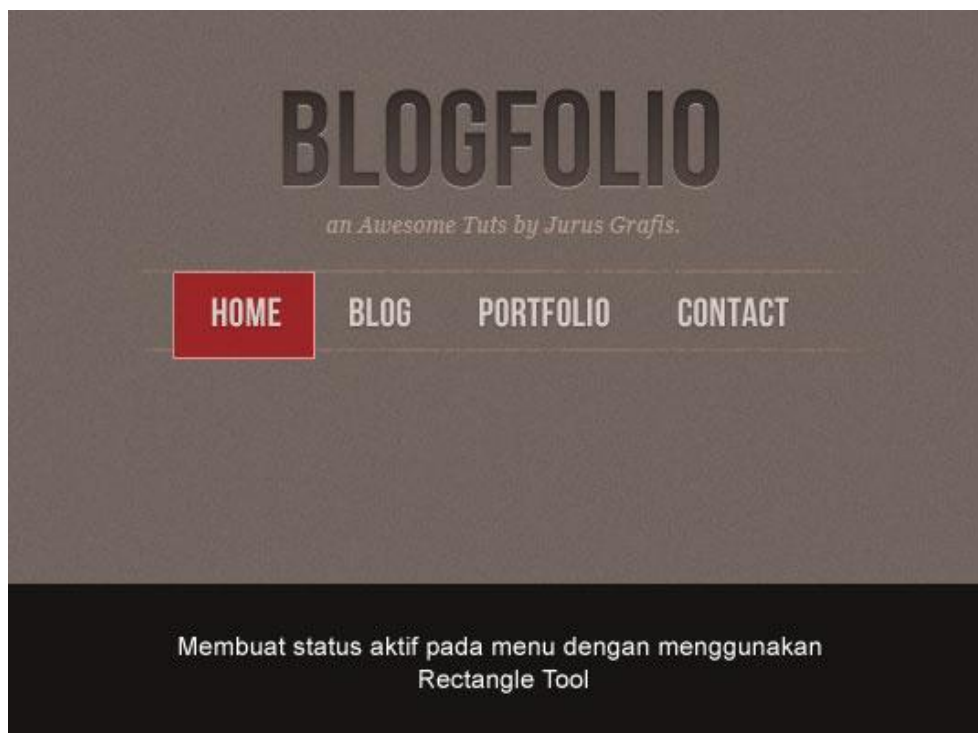 BLOGFOLIO
an Awesome Tuts by Jurus Grafis.
HOME BLOG PORTFOLIO CONTACT
Membuat status aktif pada menu dengan menggunakan
Rectangle Tool